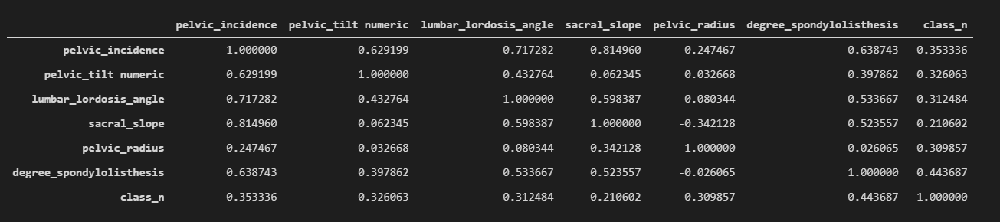 pelvic_incidence pelvic_tilt numeric lumbar_lordosis_angle sacral_slope pelvic_radius degree_spondylolisthesis class_n
pelvic_incidence 1.000000 0.629199 0.717282 0.814960 -0.247467 0.638743 0.353336
pelvic_tilt numeric 0.629199 1.000000 0.432764 0.062345 0.032668 0.397862 0.326063
lumbar_lordosis_angle 0.717282 0.432764 1.000000 0.598387 -0.080344 0.533667 0.312484
sacral_slope 0.814960 0.062345 0.598387 1.000000 -0.342128 0.523557 0.210602
pelvic_radius -0.247467 0.032668 -0.080344 -0.342128 1.000000 -0.026065 -0.309857
degree_spondylolisthesis 0.638743 0.397862 0.533667 0.523557 -0.026065 1.000000 0.443687
class_n 0.353336 0.326063 0.312484 0.210602 -0.309857 0.443687 1.000000